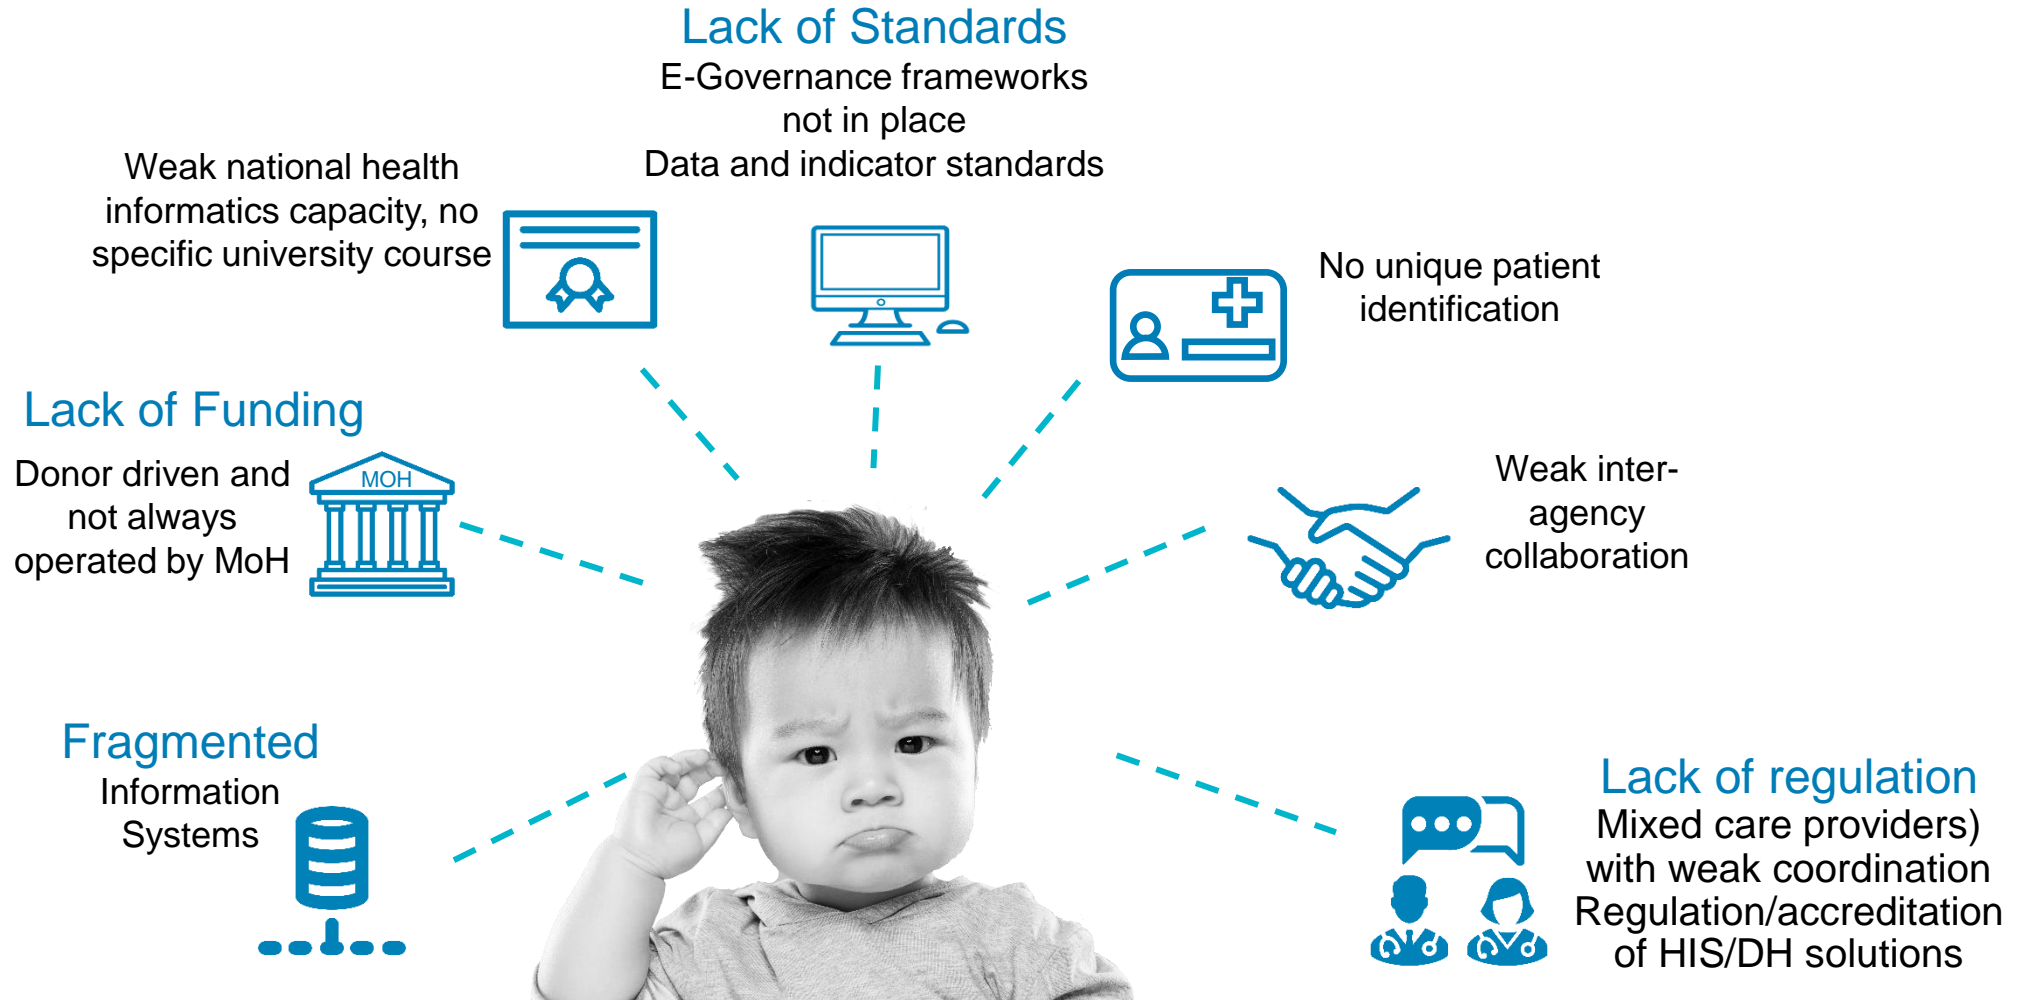 Lack of Standards
E-Governance frameworks
not in place
Data and indicator standards
Weak national health
informatics capacity, no
specific university course
No unique patient
identification
Lack of Funding
Donor driven and
not always
operated by MoH
MOH
Weak inter-
agency
collaboration
Fragmented
Information
Systems
Lack of regulation
Mixed care providers)
with weak coordination
Regulation/accreditation
of HIS/DH solutions